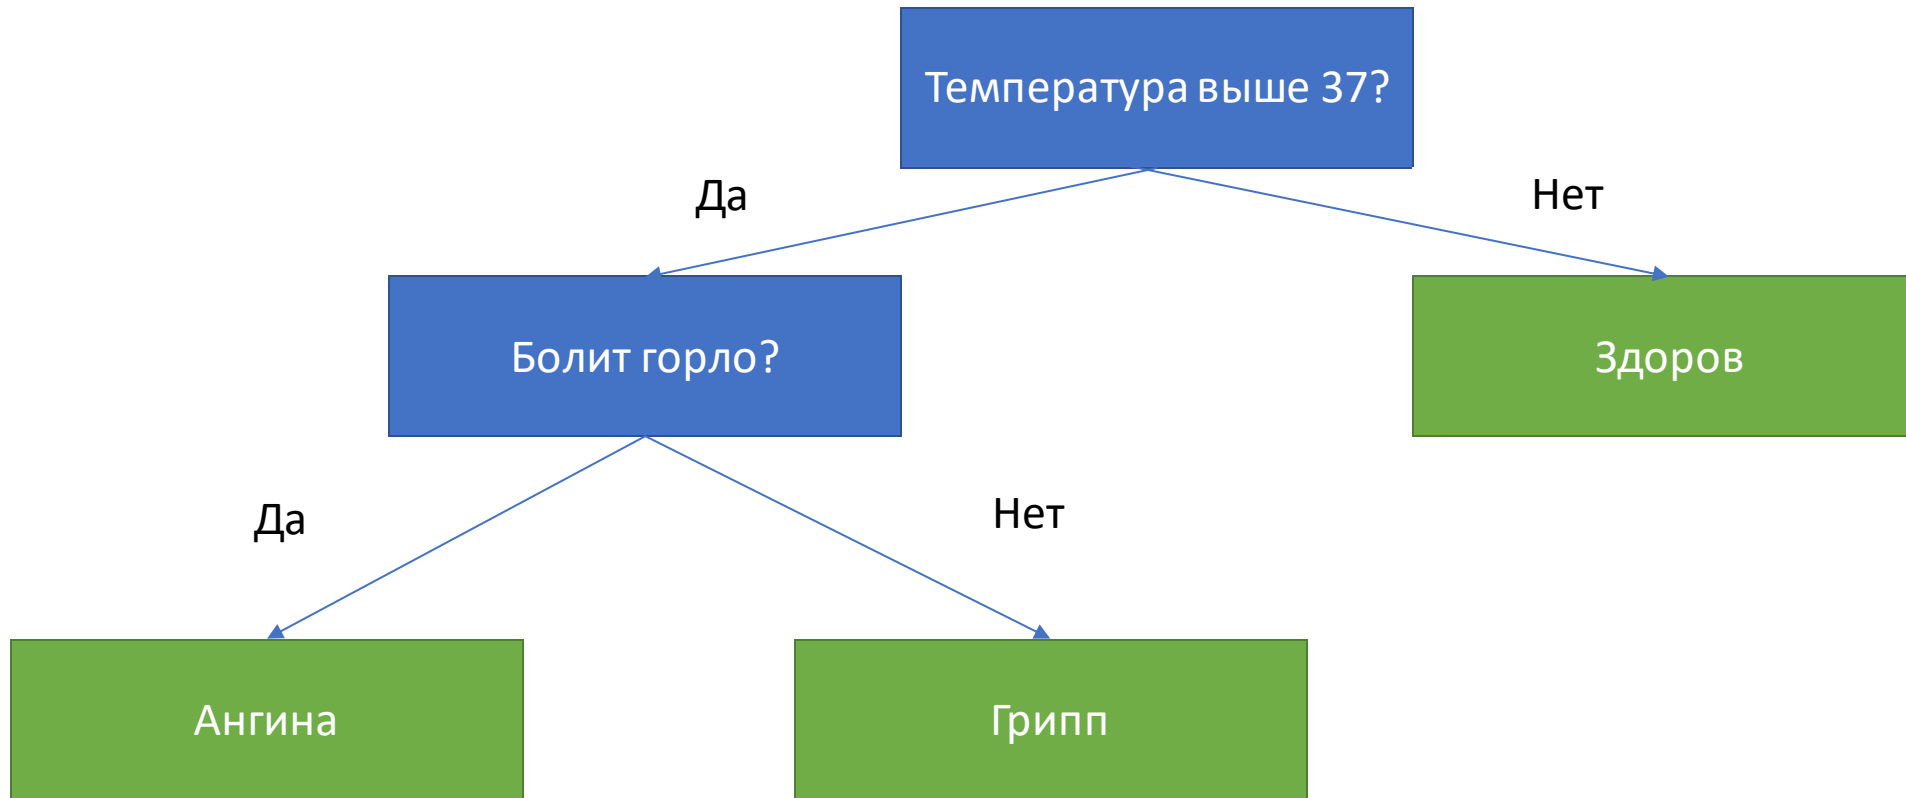 Температура выше 37?
Да
Нет
Болит горло?
Здоров
Да
Нет
Ангина
Грипп